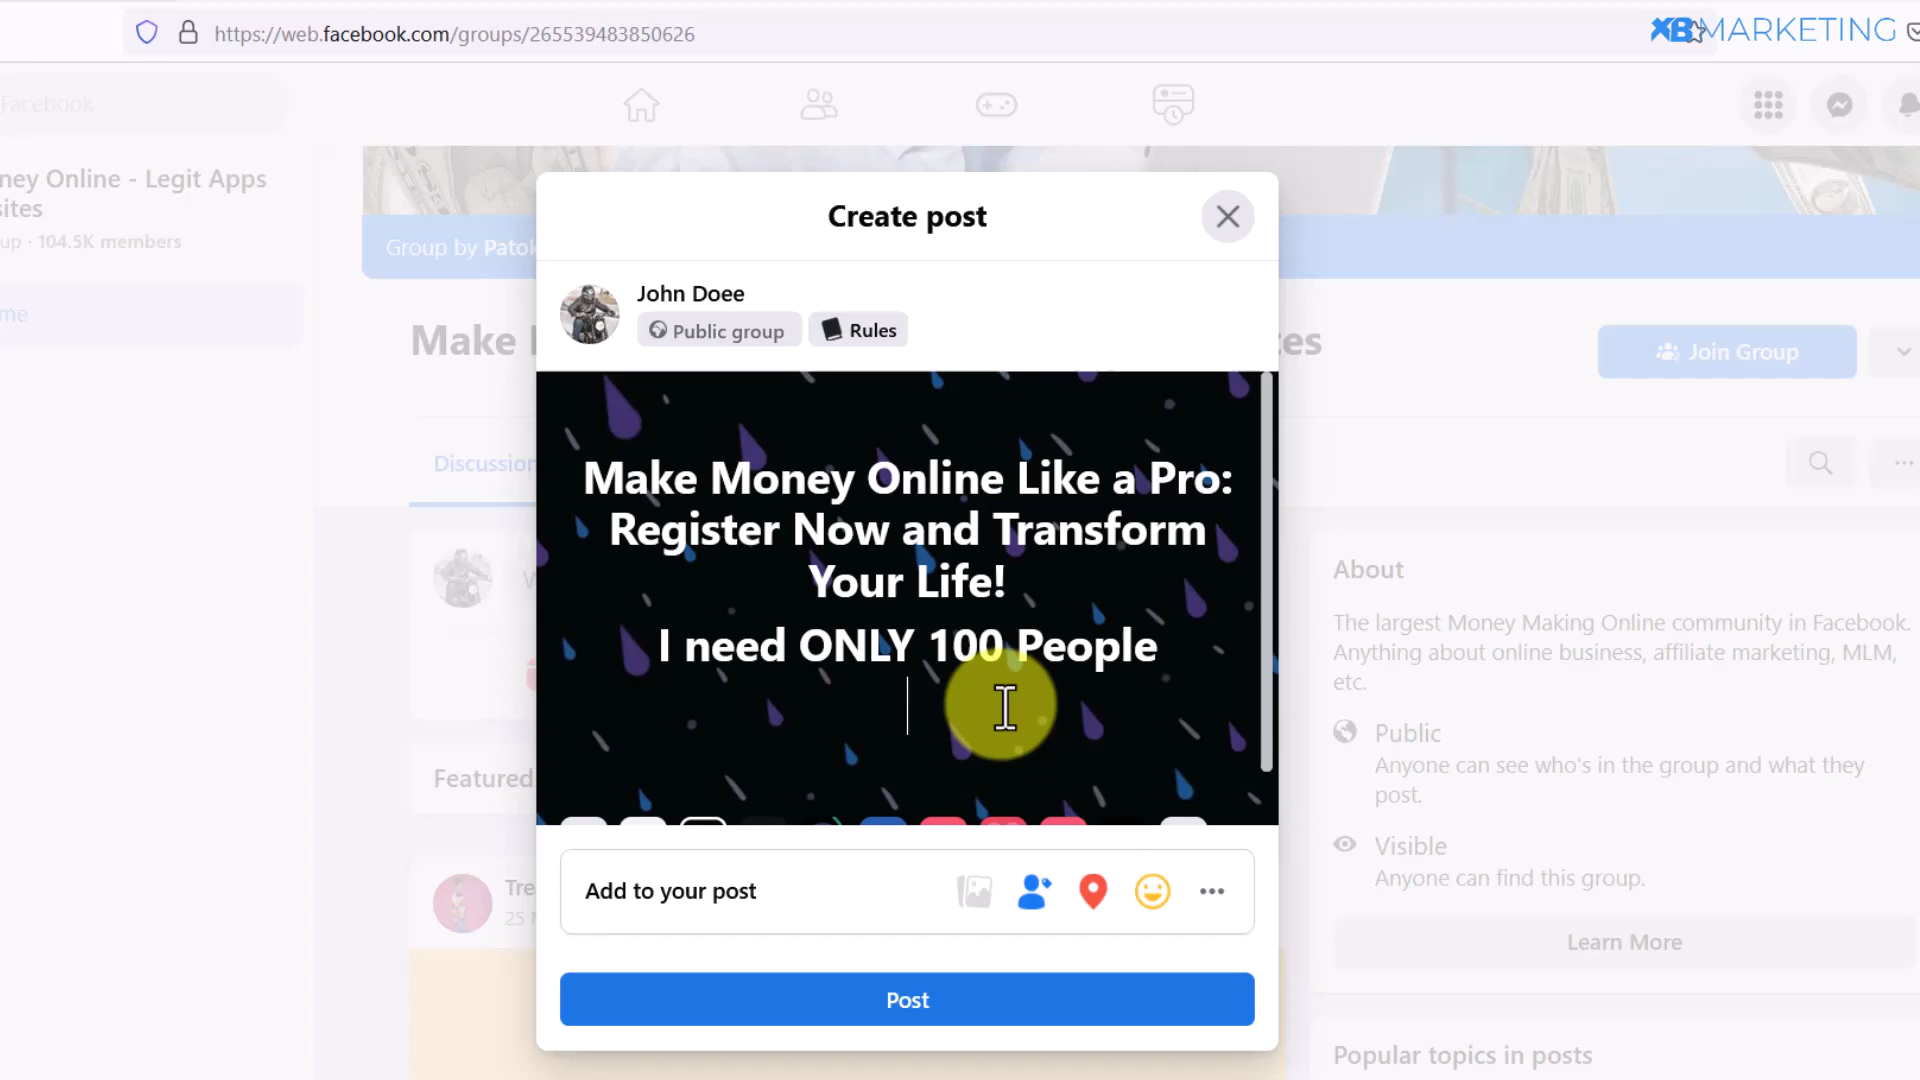 https://web.facebook.com/groups/265539483850626
XB MARKETING
Facebook
ney Online - Legit Apps
sites
up · 104.5K members
me
Group by Patok
Make
es
Join Group
Discussion
Create post
John Doee
Public group
Rules
Make Money Online Like a Pro:
Register Now and Transform
Your Life!
I need ONLY 100 People
Add to your post
Post
Featured
Tre
25
About
The largest Money Making Online community in Facebook.
Anything about online business, affiliate marketing, MLM,
etc.
Public
Anyone can see who's in the group and what they
post.
Visible
Anyone can find this group.
Learn More
Popular topics in posts